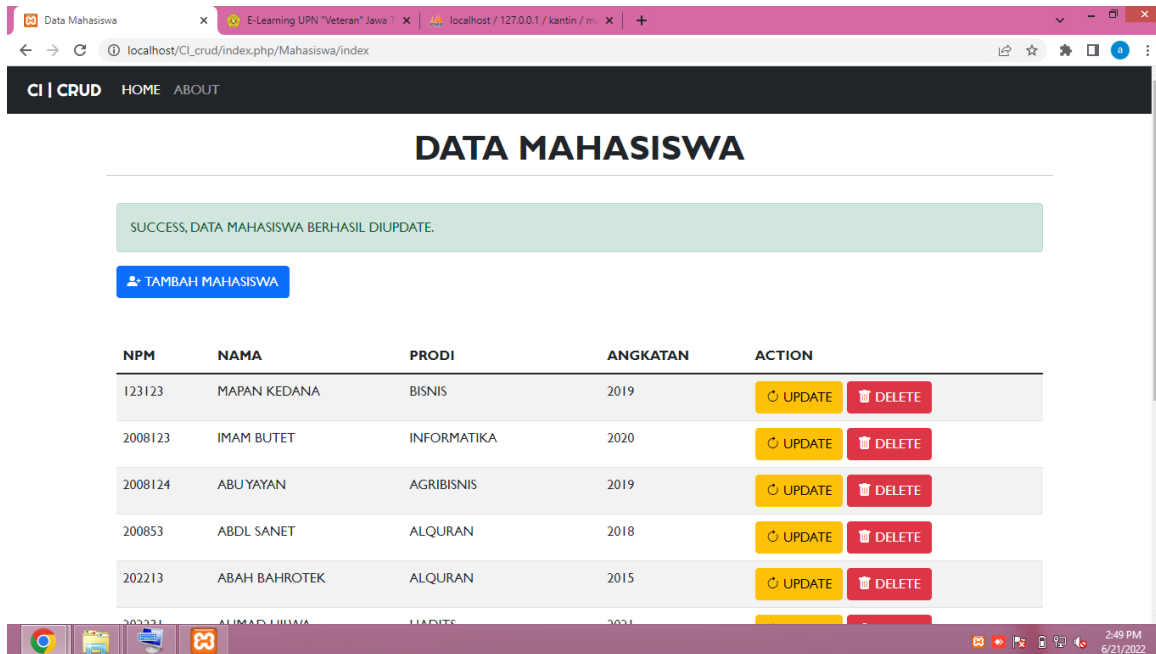 Data Mahasiswa
E-Learning UPN "Veteran" Jawa T
localhost / 127.0.0.1 / kantin / m
localhost/CI_crud/index.php/Mahasiswa/index
a
CI | CRUD HOME ABOUT
DATA MAHASISWA
SUCCESS, DATA MAHASISWA BERHASIL DIUPDATE.
TAMBAH MAHASISWA
NPM NAMA PRODI ANGKATAN ACTION
123123 MAPAN KEDANA BISNIS 2019 UPDATE DELETE
2008123 IMAM BUTET INFORMATIKA 2020 UPDATE DELETE
2008124 ABU YAYAN AGRIBISNIS 2019 UPDATE DELETE
200853 ABDL SANET ALQURAN 2018 UPDATE DELETE
202213 ABAH BAHROTEK ALQURAN 2015 UPDATE DELETE
2:49 PM
6/21/2022